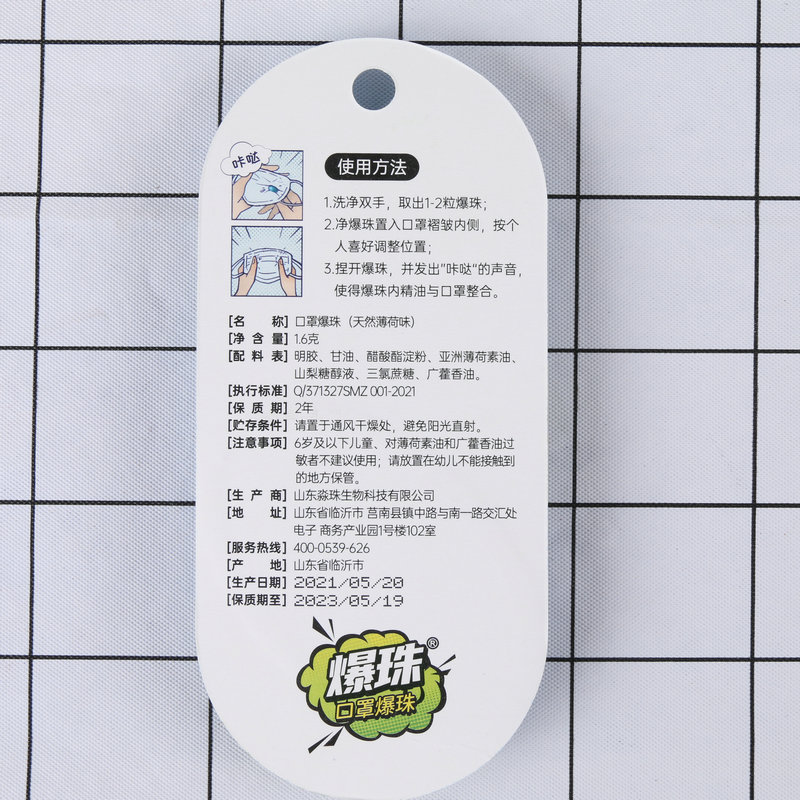 咔哒
使用方法
1.洗净双手，取出1-2粒爆珠；
2.净爆珠置入口罩褶皱内侧，按个
人喜好调整位置；
3.捏开爆珠，并发出"咔哒"的声音，
使得爆珠内精油与口罩整合。
[名 称] 口罩爆珠（天然薄荷味）
[净 含 量] 1.6克
[配 料 表] 明胶、甘油、醋酸酯淀粉、亚洲薄荷素油、
山梨糖醇液、三氯蔗糖、广藿香油。
[执行标准] Q/371327SMZ 001-2021
[保 质 期] 2年
[贮存条件] 请置于通风干燥处，避免阳光直射。
[注意事项] 6岁及以下儿童、对薄荷素油和广藿香油过
敏者不建议使用；请放置在幼儿不能接触到
的地方保管。
[生 产 商] 山东淼珠生物科技有限公司
[地 址] 山东省临沂市 莒南县镇中路与南一路交汇处
电子 商务产业园1号楼102室
[服务热线] 400-0539-626
[产 地] 山东省临沂市
[生产日期] 2021/05/20
[保质期至] 2023/05/19
爆珠®
口罩爆珠